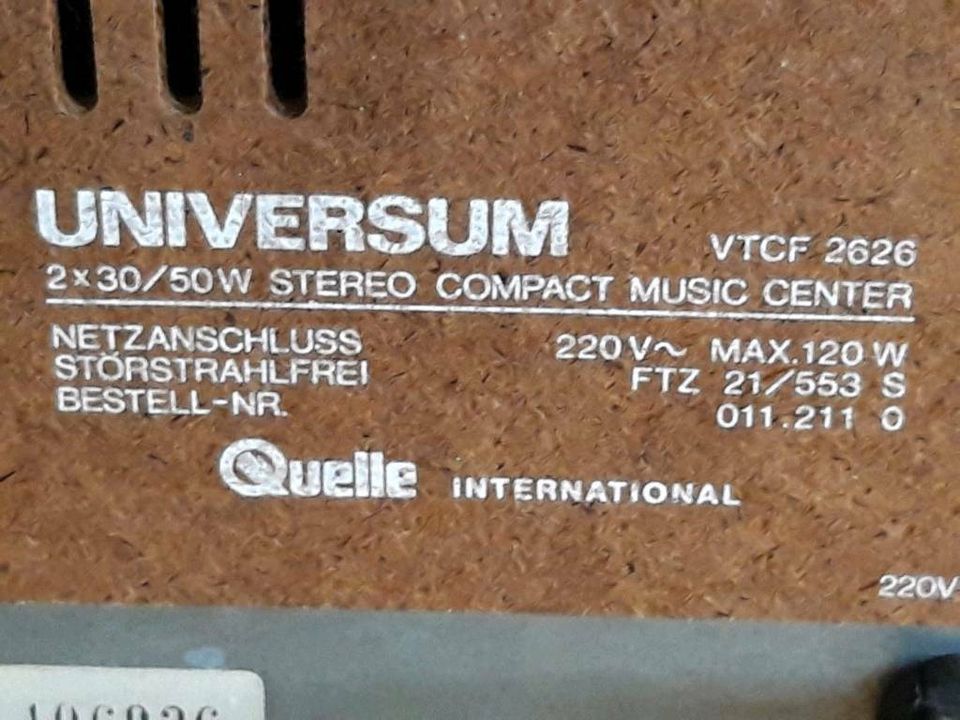 UNIVERSUM VTCF 2626
2×30/50W STEREO COMPACT MUSIC CENTER
NETZANSCHLUSS 220V~ MAX.120W
STÖRSTRAHLFREI FTZ 21/553 S
BESTELL-NR. 011.211 0
Quelle INTERNATIONAL
220V